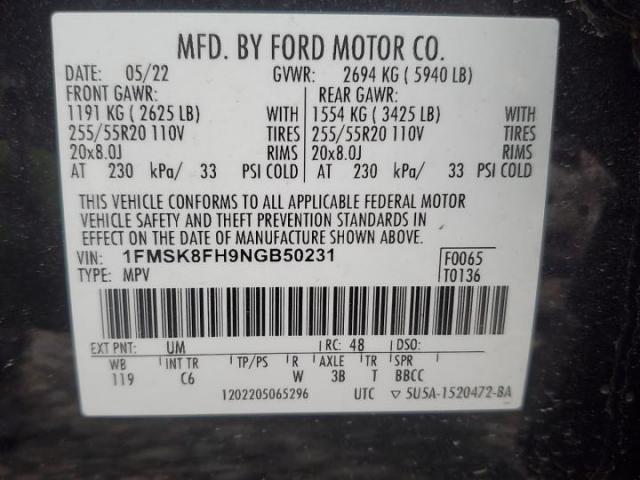 MFD. BY FORD MOTOR CO.
DATE: 05/22 GVWR: 2694 KG ( 5940 LB)
FRONT GAWR: REAR GAWR:
1191 KG ( 2625 LB) WITH 1554 KG ( 3425 LB) WITH
255/55R20 110V TIRES 255/55R20 110V TIRES
20x8.0J RIMS 20x8.0J RIMS
AT 230 kPa/ 33 PSI COLD AT 230 kPa/ 33 PSI COLD
THIS VEHICLE CONFORMS TO ALL APPLICABLE FEDERAL MOTOR
VEHICLE SAFETY AND THEFT PREVENTION STANDARDS IN
EFFECT ON THE DATE OF MANUFACTURE SHOWN ABOVE.
VIN: 1FMSK8FH9NGB50231 F0065
TYPE: MPV T0136
EXT PNT: UM RC: 48 DSO:
WB INT TR TP/PS R AXLE TR SPR
119 C6 W 3B T BBCC
1202205065296 UTC ▽ 5U5A-1520472-BA